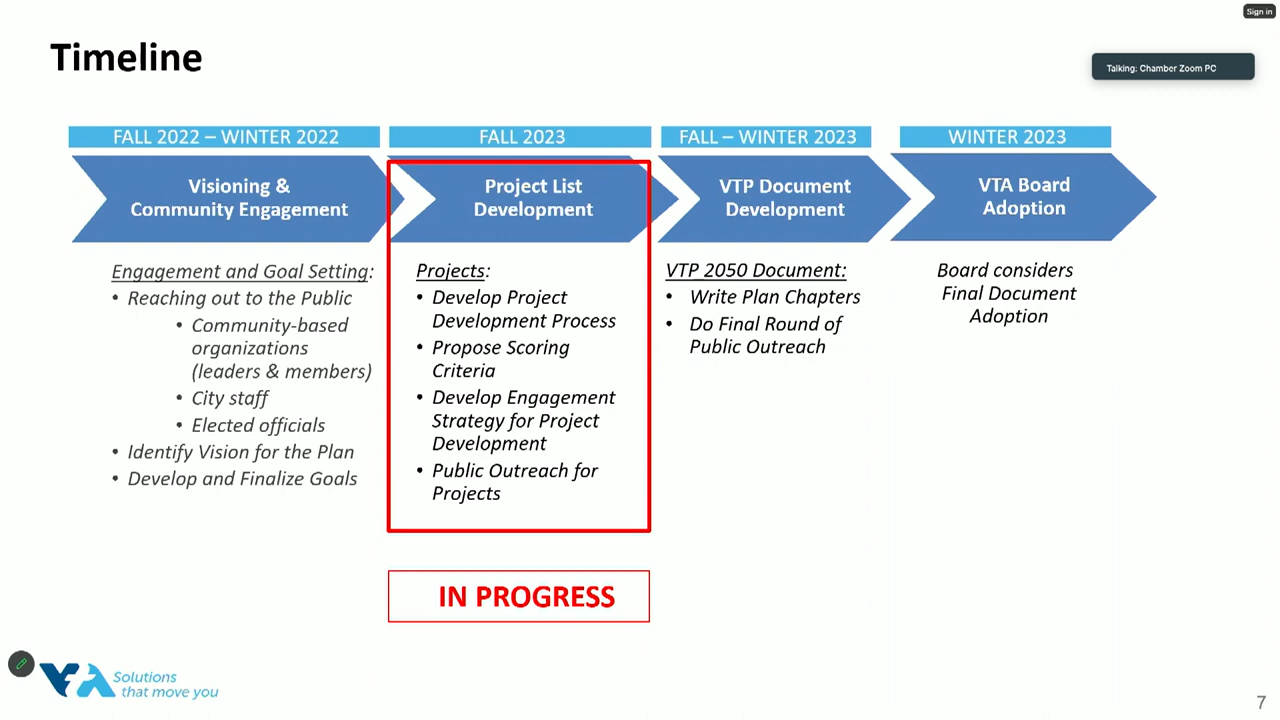 Sign in
Timeline
Talking: Chamber Zoom PC
FALL 2022 – WINTER 2022
FALL 2023
FALL – WINTER 2023
WINTER 2023
Visioning &
Community Engagement
Project List
Development
VTP Document
Development
VTA Board
Adoption
Engagement and Goal Setting:
• Reaching out to the Public
• Community-based
organizations
(leaders & members)
• City staff
• Elected officials
• Identify Vision for the Plan
• Develop and Finalize Goals
Projects:
• Develop Project
Development Process
• Propose Scoring
Criteria
• Develop Engagement
Strategy for Project
Development
• Public Outreach for
Projects
VTP 2050 Document:
• Write Plan Chapters
• Do Final Round of
Public Outreach
Board considers
Final Document
Adoption
IN PROGRESS
VTA
Solutions
that move you
7